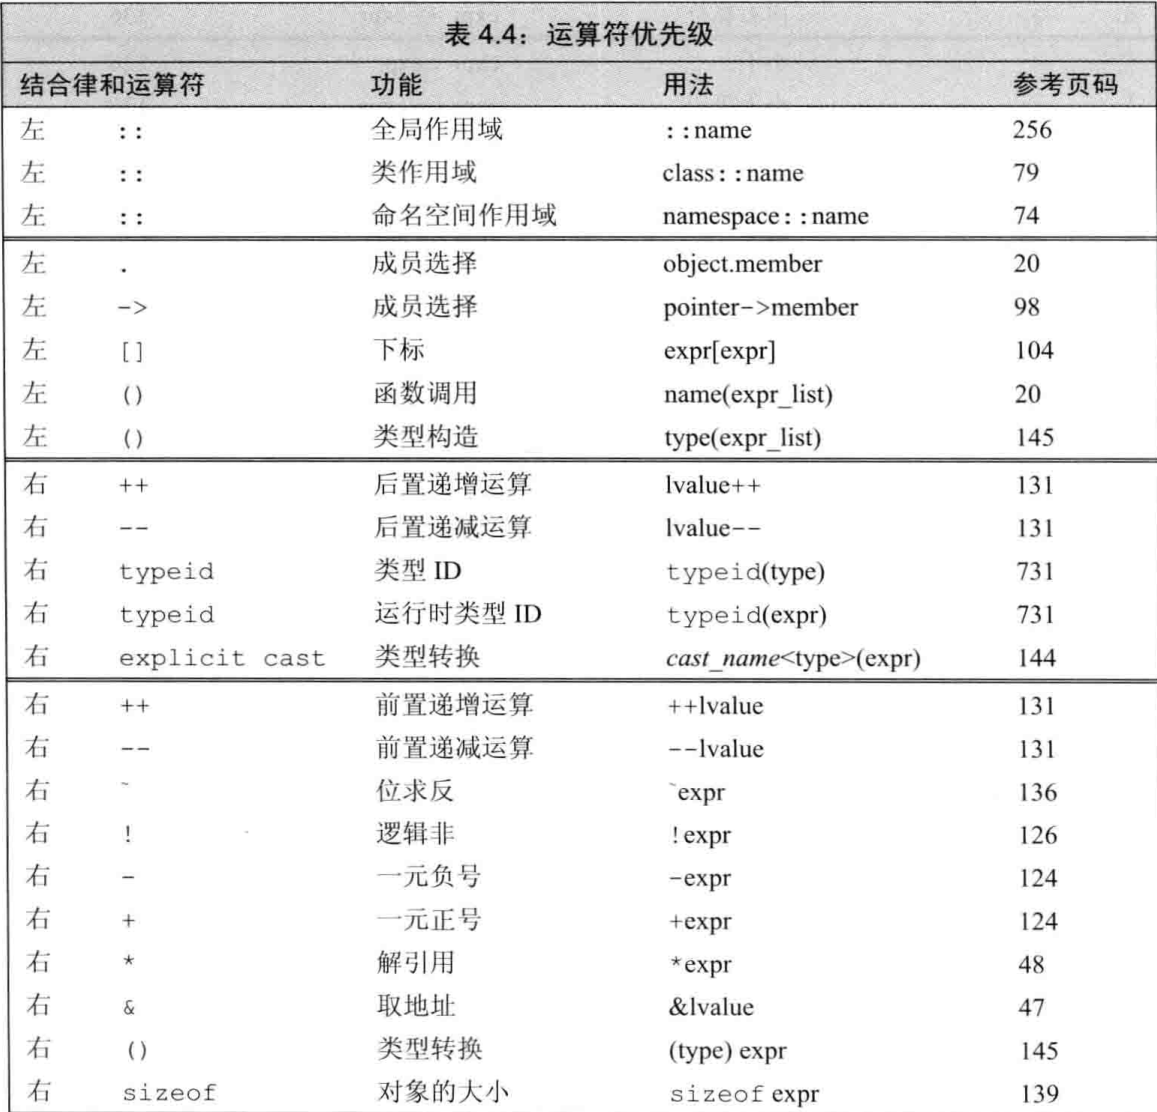 表 4.4：运算符优先级
结合律和运算符 功能 用法 参考页码
左 :: 全局作用域 ::name 256
左 :: 类作用域 class::name 79
左 :: 命名空间作用域 namespace::name 74
左 . 成员选择 object.member 20
左 -> 成员选择 pointer->member 98
左 [] 下标 expr[expr] 104
左 () 函数调用 name(expr_list) 20
左 () 类型构造 type(expr_list) 145
右 ++ 后置递增运算 lvalue++ 131
右 -- 后置递减运算 lvalue-- 131
右 typeid 类型 ID typeid(type) 731
右 typeid 运行时类型 ID typeid(expr) 731
右 explicit cast 类型转换 cast_name<type>(expr) 144
右 ++ 前置递增运算 ++lvalue 131
右 -- 前置递减运算 --lvalue 131
右 ~ 位求反 ~expr 136
右 ! 逻辑非 !expr 126
右 - 一元负号 -expr 124
右 + 一元正号 +expr 124
右 * 解引用 *expr 48
右 & 取地址 &lvalue 47
右 () 类型转换 (type) expr 145
右 sizeof 对象的大小 sizeof expr 139